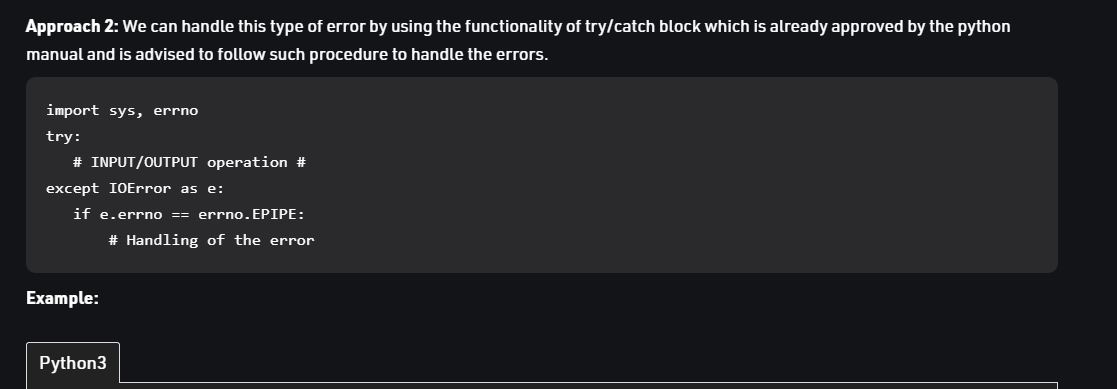 Approach 2: We can handle this type of error by using the functionality of try/catch block which is already approved by the python
manual and is advised to follow such procedure to handle the errors.
import sys, errno
try:
   # INPUT/OUTPUT operation #
except IOError as e:
   if e.errno == errno.EPIPE:
       # Handling of the error
Example:
Python3